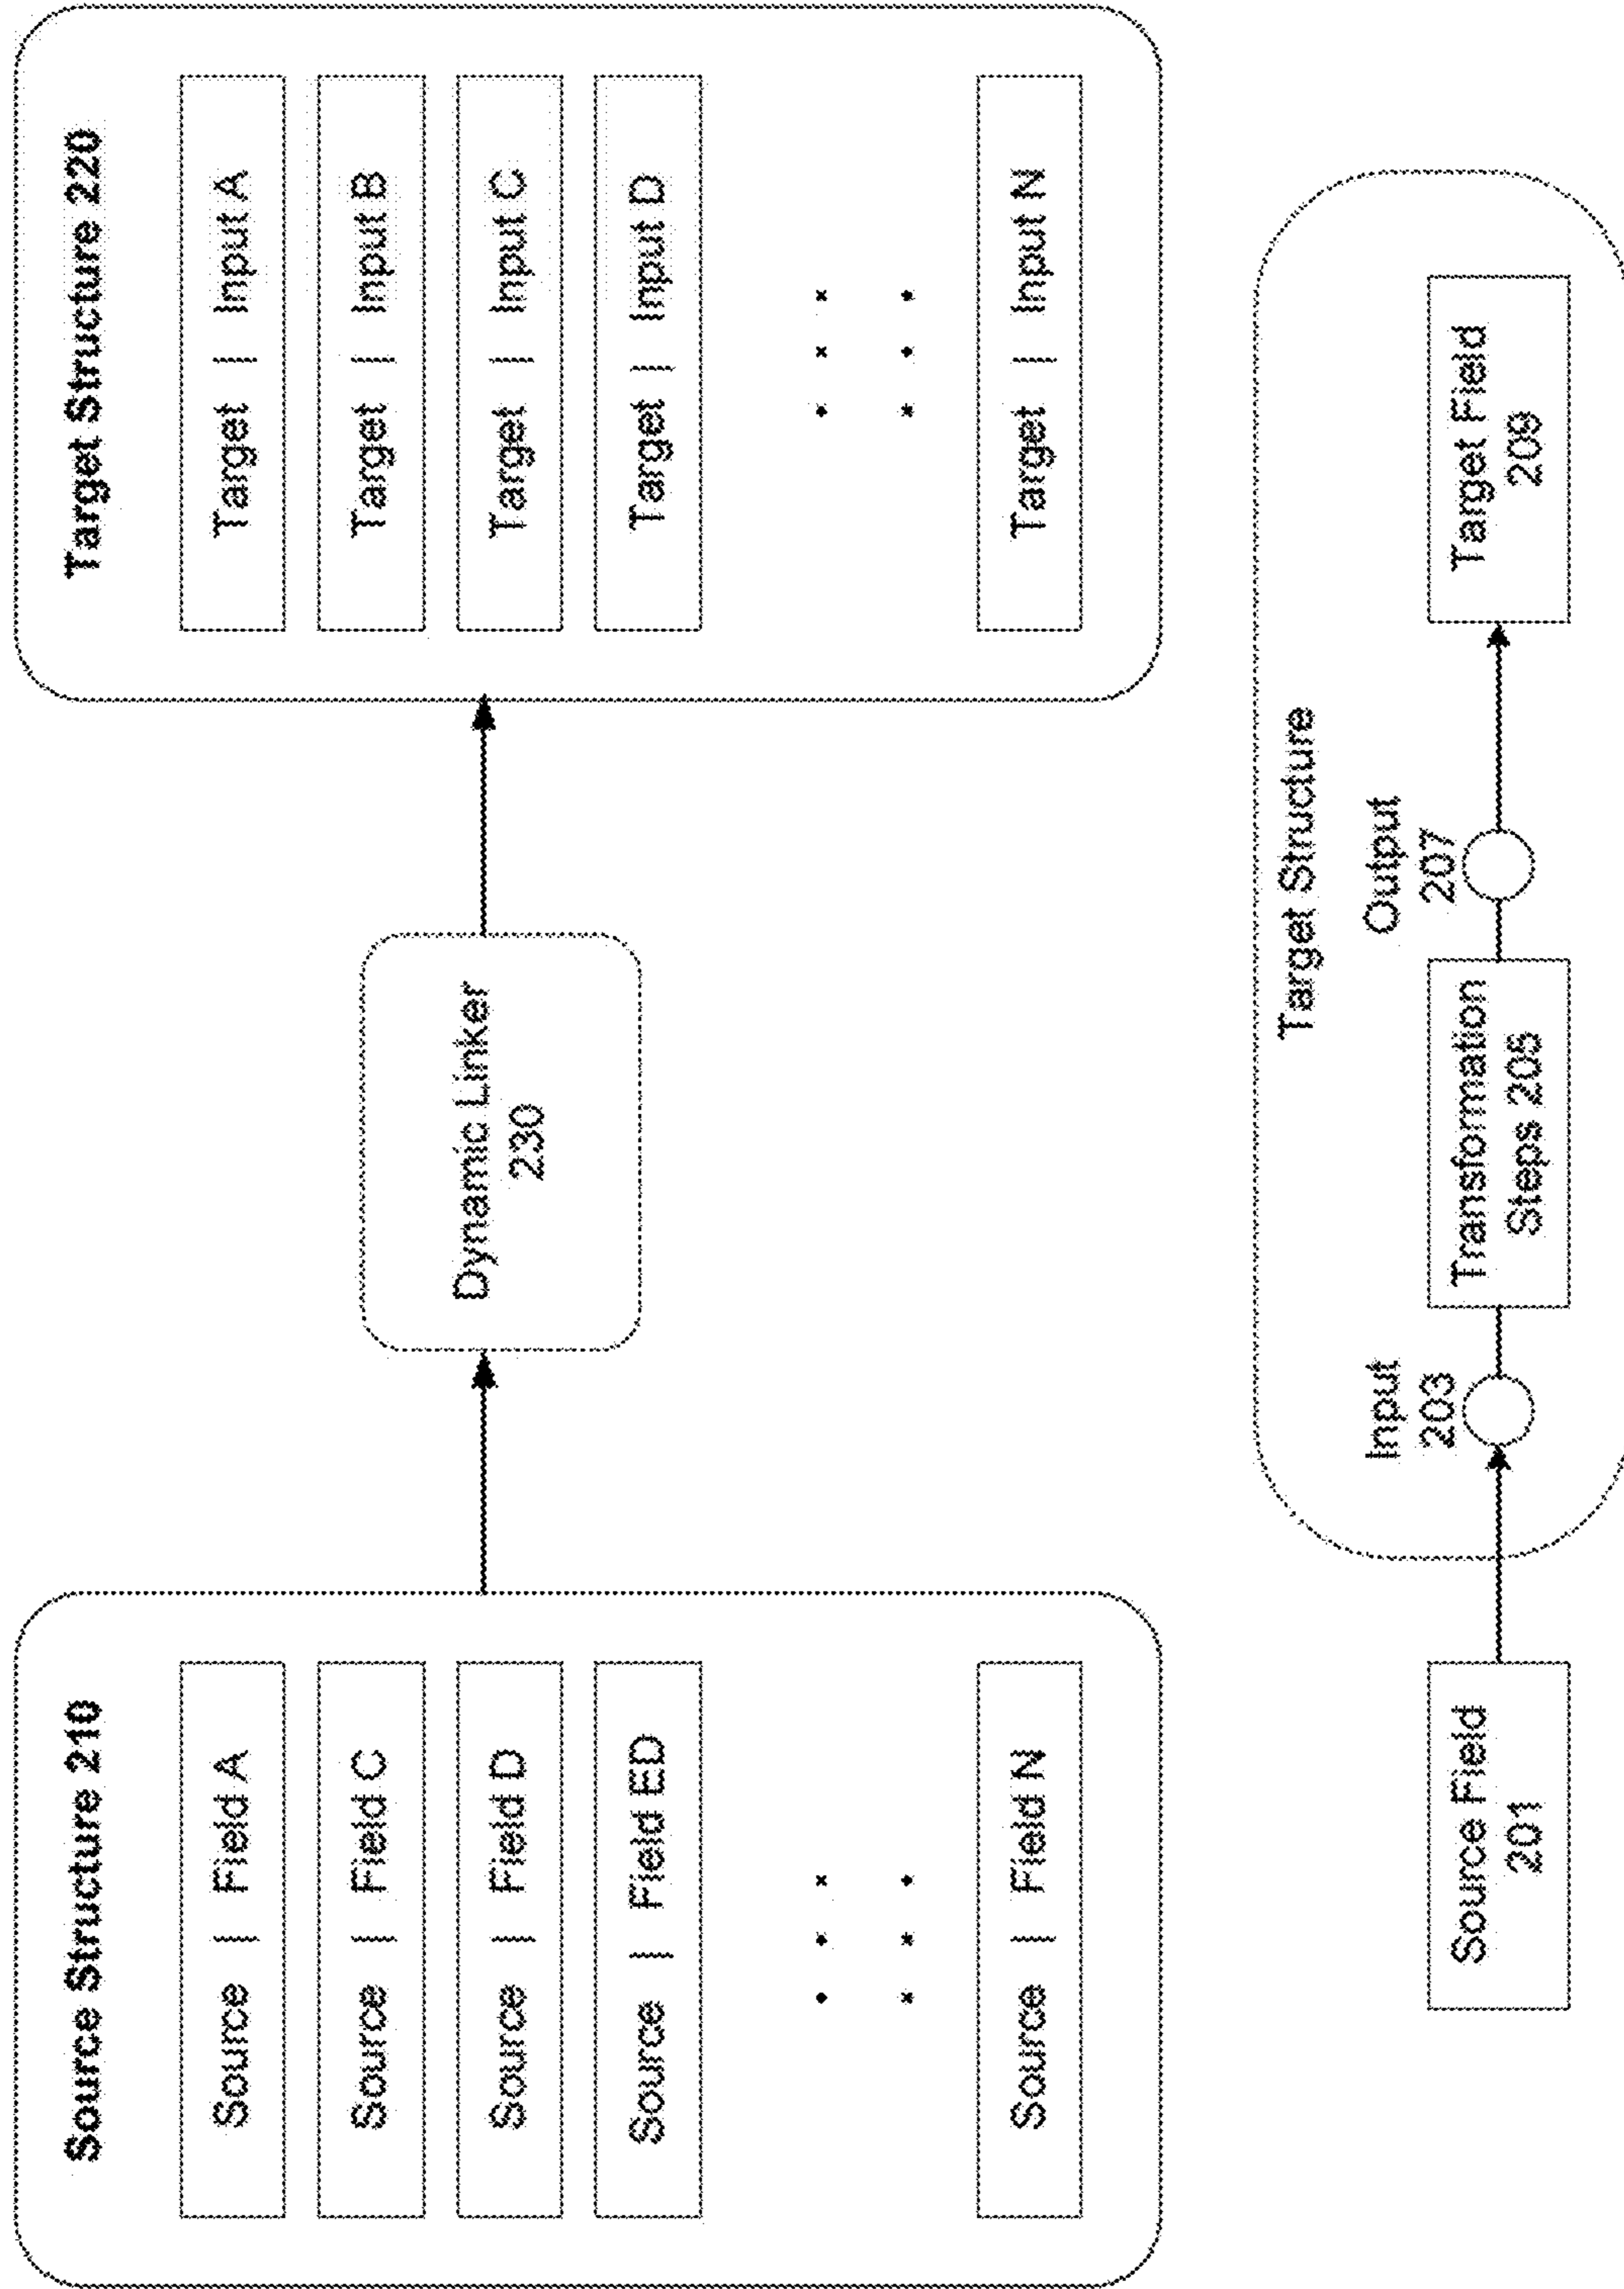 Source Structure 210
Source | Field A
Source | Field C
Source | Field D
Source | Field ED
Source | Field N
Dynamic Linker
230
Target Structure 220
Target | Input A
Target | Input B
Target | Input C
Target | Input D
Target | Input N
Source Field
201
Target Structure
Input
203
Transformation
Steps 205
Output
207
Target Field
209